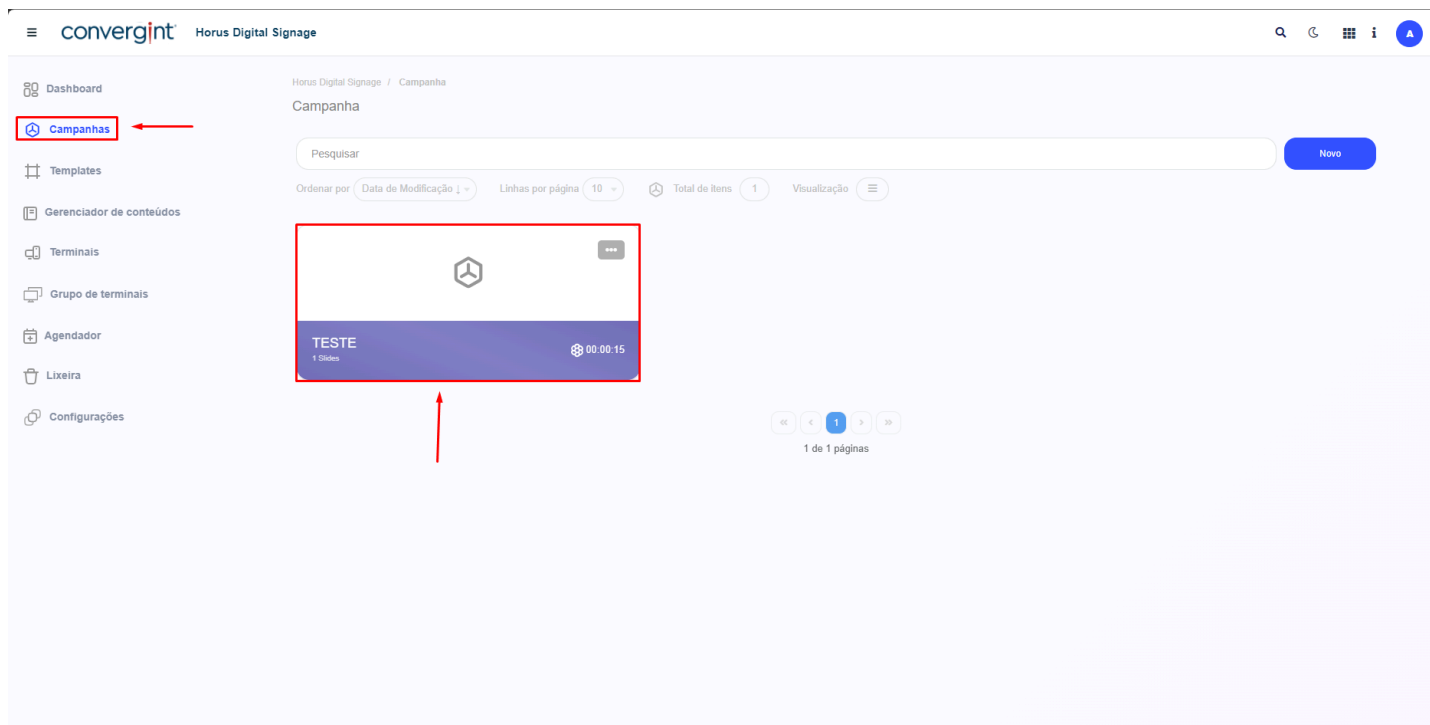 convergint Horus Digital Signage
A
Dashboard
Campanhas
Templates
Gerenciador de conteúdos
Terminais
Grupo de terminais
Agendador
Lixeira
Configurações
Horus Digital Signage / Campanha
Campanha
Pesquisar
Novo
Ordenar por Data de Modificação ↓ Linhas por página 10 Total de itens 1 Visualização
TESTE
1 Slides
00:00:15
« < 1 > »
1 de 1 páginas